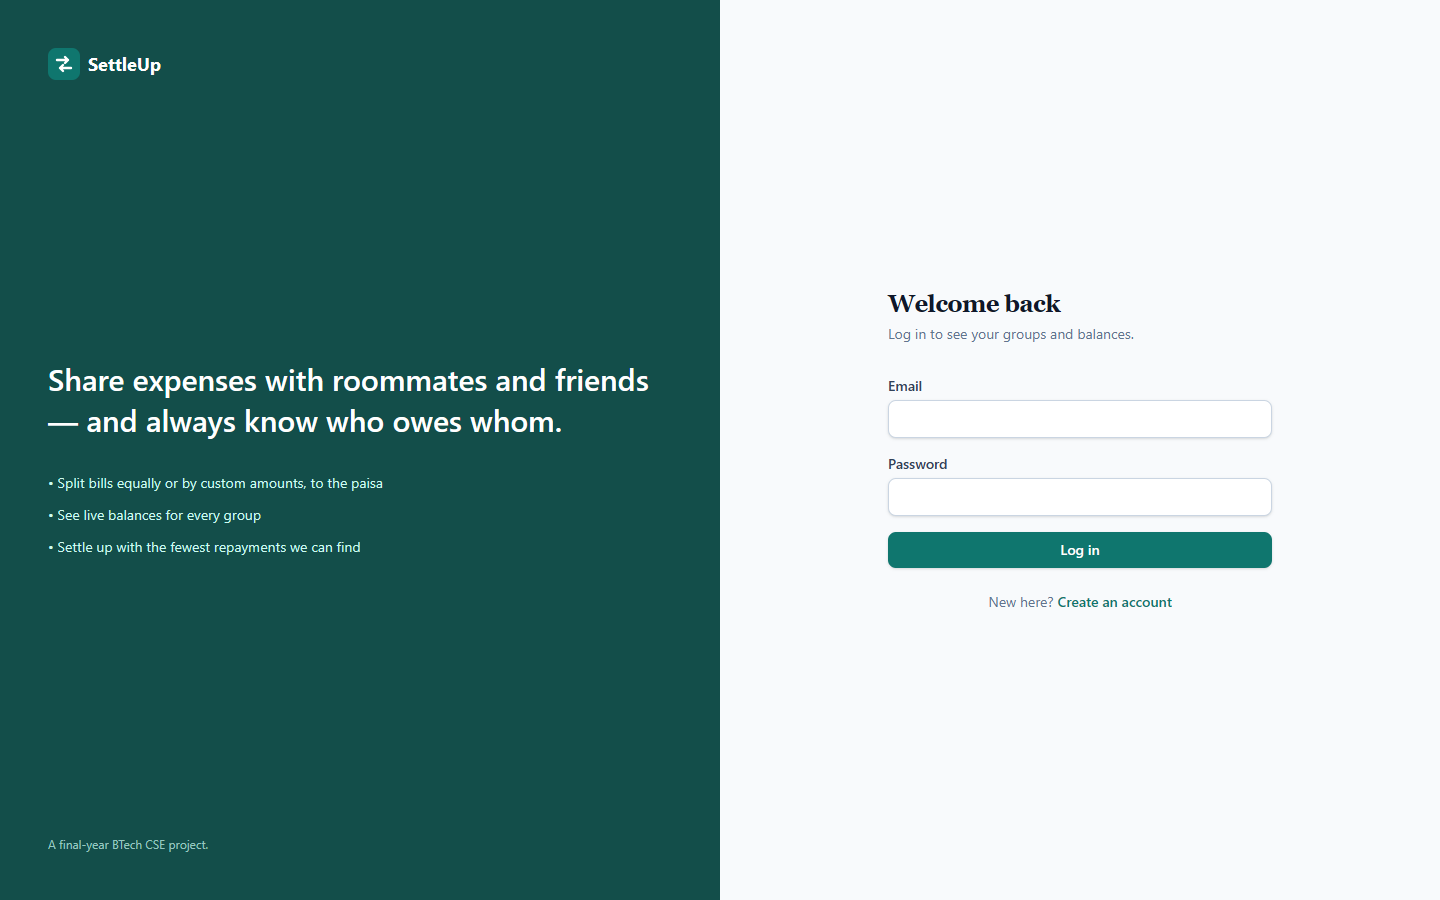 SettleUp
Share expenses with roommates and friends
— and always know who owes whom.
• Split bills equally or by custom amounts, to the paisa
• See live balances for every group
• Settle up with the fewest repayments we can find
A final-year BTech CSE project.
Welcome back
Log in to see your groups and balances.
Email
Password
Log in
New here? Create an account